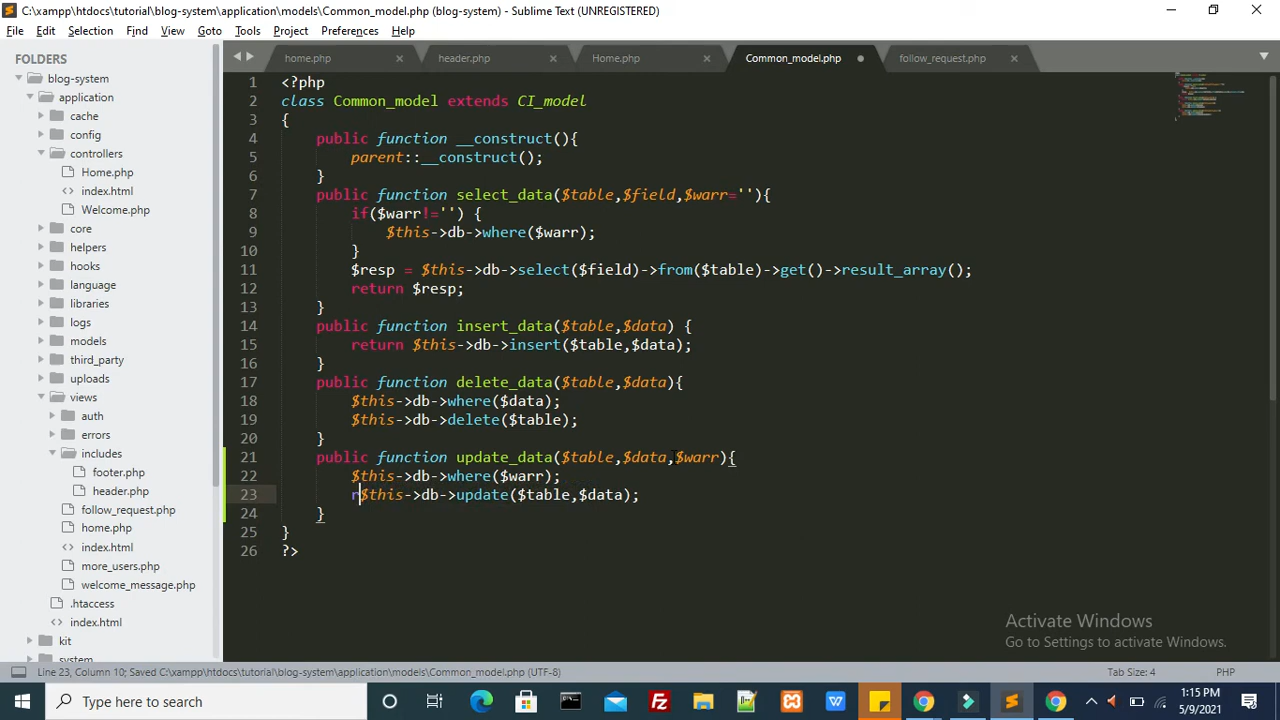 C:\xampp\htdocs\tutorial\blog-system\application\models\Common_model.php (blog-system) - Sublime Text (UNREGISTERED)
File Edit Selection Find View Goto Tools Project Preferences Help
FOLDERS
blog-system
application
cache
config
controllers
Home.php
index.html
Welcome.php
core
helpers
hooks
language
libraries
logs
models
third_party
uploads
views
auth
errors
includes
footer.php
header.php
follow_request.php
home.php
index.html
more_users.php
welcome_message.php
.htaccess
index.html
kit
system
home.php header.php Home.php Common_model.php follow_request.php
1 <?php
2 class Common_model extends CI_model
3 {
4 public function __construct(){
5 parent::__construct();
6 }
7 public function select_data($table,$field,$warr=''){
8 if($warr!='') {
9 $this->db->where($warr);
10 }
11 $resp = $this->db->select($field)->from($table)->get()->result_array();
12 return $resp;
13 }
14 public function insert_data($table,$data) {
15 return $this->db->insert($table,$data);
16 }
17 public function delete_data($table,$data){
18 $this->db->where($data);
19 $this->db->delete($table);
20 }
21 public function update_data($table,$data,$warr){
22 $this->db->where($warr);
23 r$this->db->update($table,$data);
24 }
25 }
26 ?>
Activate Windows
Go to Settings to activate Windows.
Line 23, Column 10; Saved C:\xampp\htdocs\tutorial\blog-system\application\models\Common_model.php (UTF-8) Tab Size: 4 PHP
Type here to search
1:15 PM
5/9/2021